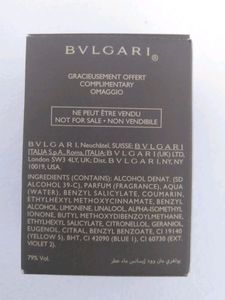 BVLGARI®
GRACIEUSEMENT OFFERT
COMPLIMENTARY
OMAGGIO
NE PEUT ÊTRE VENDU
NOT FOR SALE • NON VENDIBILE
BVLGARI, Neuchâtel, SUISSE; BVLGARI
ITALIA S.p.A., Roma, ITALIA; BVLGARI (UK) LTD,
London SW3 4LY, UK; Dist. BVLGARI, NY, NY
10019, USA.
INGREDIENTS (CONTAINS): ALCOHOL DENAT. (SD
ALCOHOL 39-C), PARFUM (FRAGRANCE), AQUA
(WATER), BENZYL SALICYLATE, COUMARIN,
ETHYLHEXYL METHOXYCINNAMATE, BENZYL
ALCOHOL, LIMONENE, LINALOOL, ALPHA-ISOMETHYL
IONONE, BUTYL METHOXYDIBENZOYLMETHANE,
ETHYLHEXYL SALICYLATE, CITRONELLOL, GERANIOL,
EUGENOL, CITRAL, BENZYL BENZOATE, CI 19140
(YELLOW 5), BHT, CI 42090 (BLUE 1), CI 60730 (EXT.
VIOLET 2).
79% Vol.